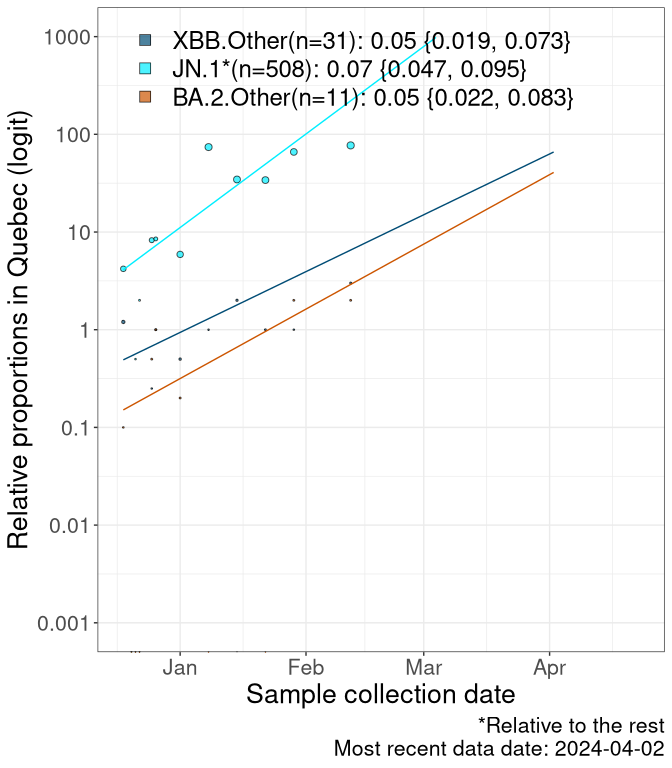 XBB.Other(n=31): 0.05 {0.019, 0.073}
JN.1*(n=508): 0.07 {0.047, 0.095}
BA.2.Other(n=11): 0.05 {0.022, 0.083}
Relative proportions in Quebec (logit)
1000
100
10
1
0.1
0.01
0.001
Jan Feb Mar Apr
Sample collection date
*Relative to the rest
Most recent data date: 2024-04-02